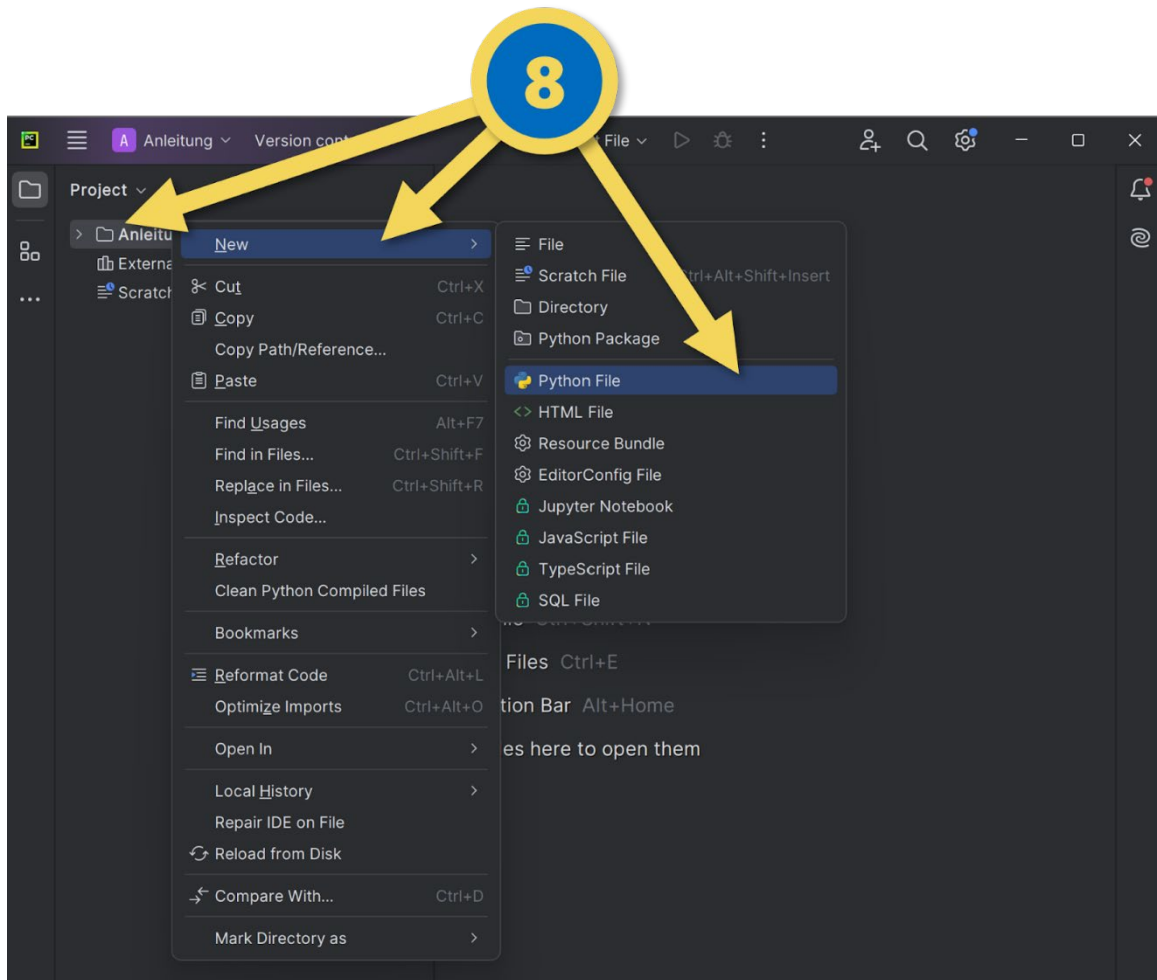 8
PC
A Anleitung Version cont
File
Project
Anleitu
Externa
Scratch
New
Cut Ctrl+X
Copy Ctrl+C
Copy Path/Reference...
Paste Ctrl+V
Find Usages Alt+F7
Find in Files... Ctrl+Shift+F
Replace in Files... Ctrl+Shift+R
Inspect Code...
Refactor
Clean Python Compiled Files
Bookmarks
Reformat Code Ctrl+Alt+L
Optimize Imports Ctrl+Alt+O
Open In
Local History
Repair IDE on File
Reload from Disk
Compare With... Ctrl+D
Mark Directory as
File
Scratch File Ctrl+Alt+Shift+Insert
Directory
Python Package
Python File
HTML File
Resource Bundle
EditorConfig File
Jupyter Notebook
JavaScript File
TypeScript File
SQL File
Files Ctrl+E
tion Bar Alt+Home
es here to open them